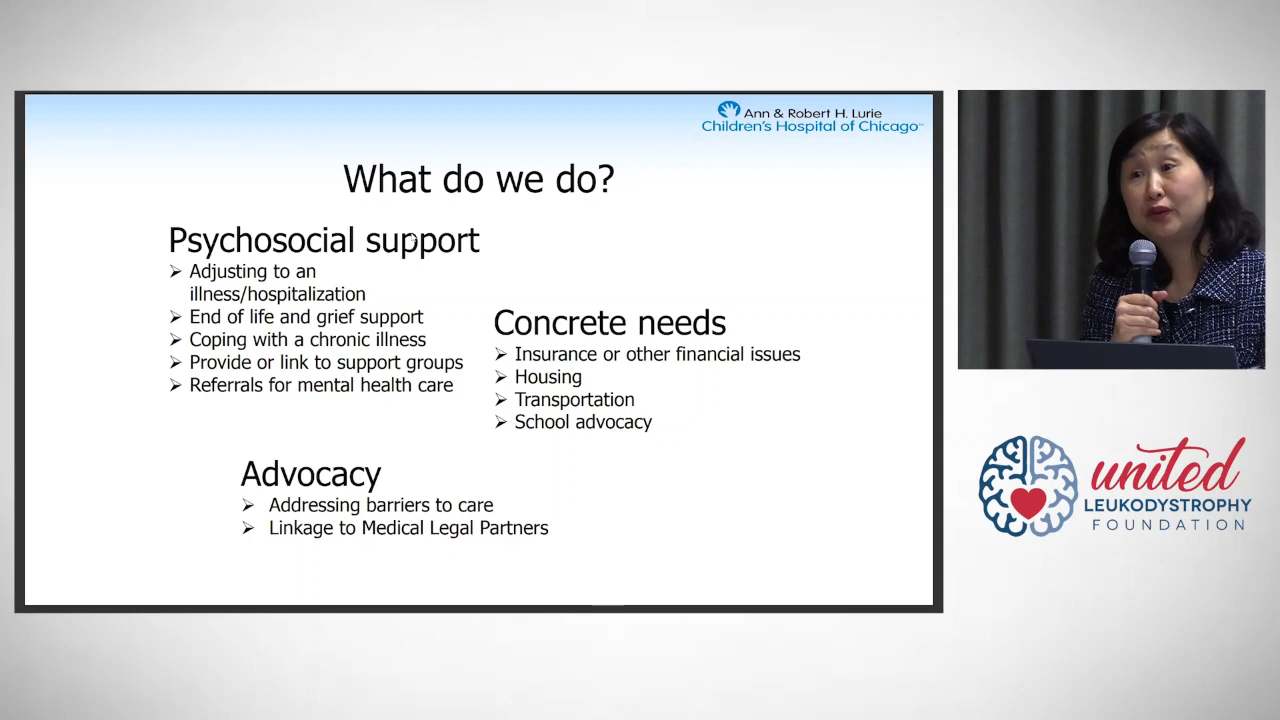 Ann & Robert H. Lurie
Children's Hospital of Chicago™
What do we do?
Psychosocial support
➢ Adjusting to an
illness/hospitalization
➢ End of life and grief support
➢ Coping with a chronic illness
➢ Provide or link to support groups
➢ Referrals for mental health care
Concrete needs
➢ Insurance or other financial issues
➢ Housing
➢ Transportation
➢ School advocacy
Advocacy
➢ Addressing barriers to care
➢ Linkage to Medical Legal Partners
united
LEUKODYSTROPHY
FOUNDATION